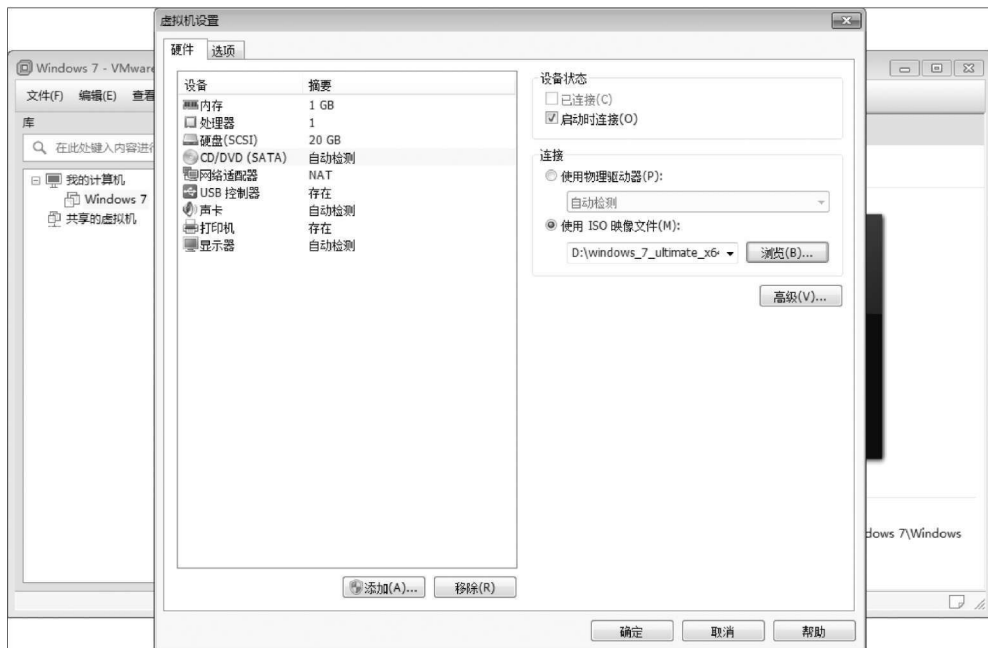 虚拟机设置
硬件 选项
Windows 7 - VMware
文件(F) 编辑(E) 查看
库
在此处键入内容进行
我的计算机
Windows 7
共享的虚拟机
设备 摘要
内存 1 GB
处理器 1
硬盘(SCSI) 20 GB
CD/DVD (SATA) 自动检测
网络适配器 NAT
USB 控制器 存在
声卡 自动检测
打印机 存在
显示器 自动检测
添加(A)... 移除(R)
设备状态
已连接(C)
启动时连接(O)
连接
使用物理驱动器(P):
自动检测
使用 ISO 映像文件(M):
D:\windows_7_ultimate_x6 浏览(B)...
高级(V)...
dows 7\Windows
确定 取消 帮助